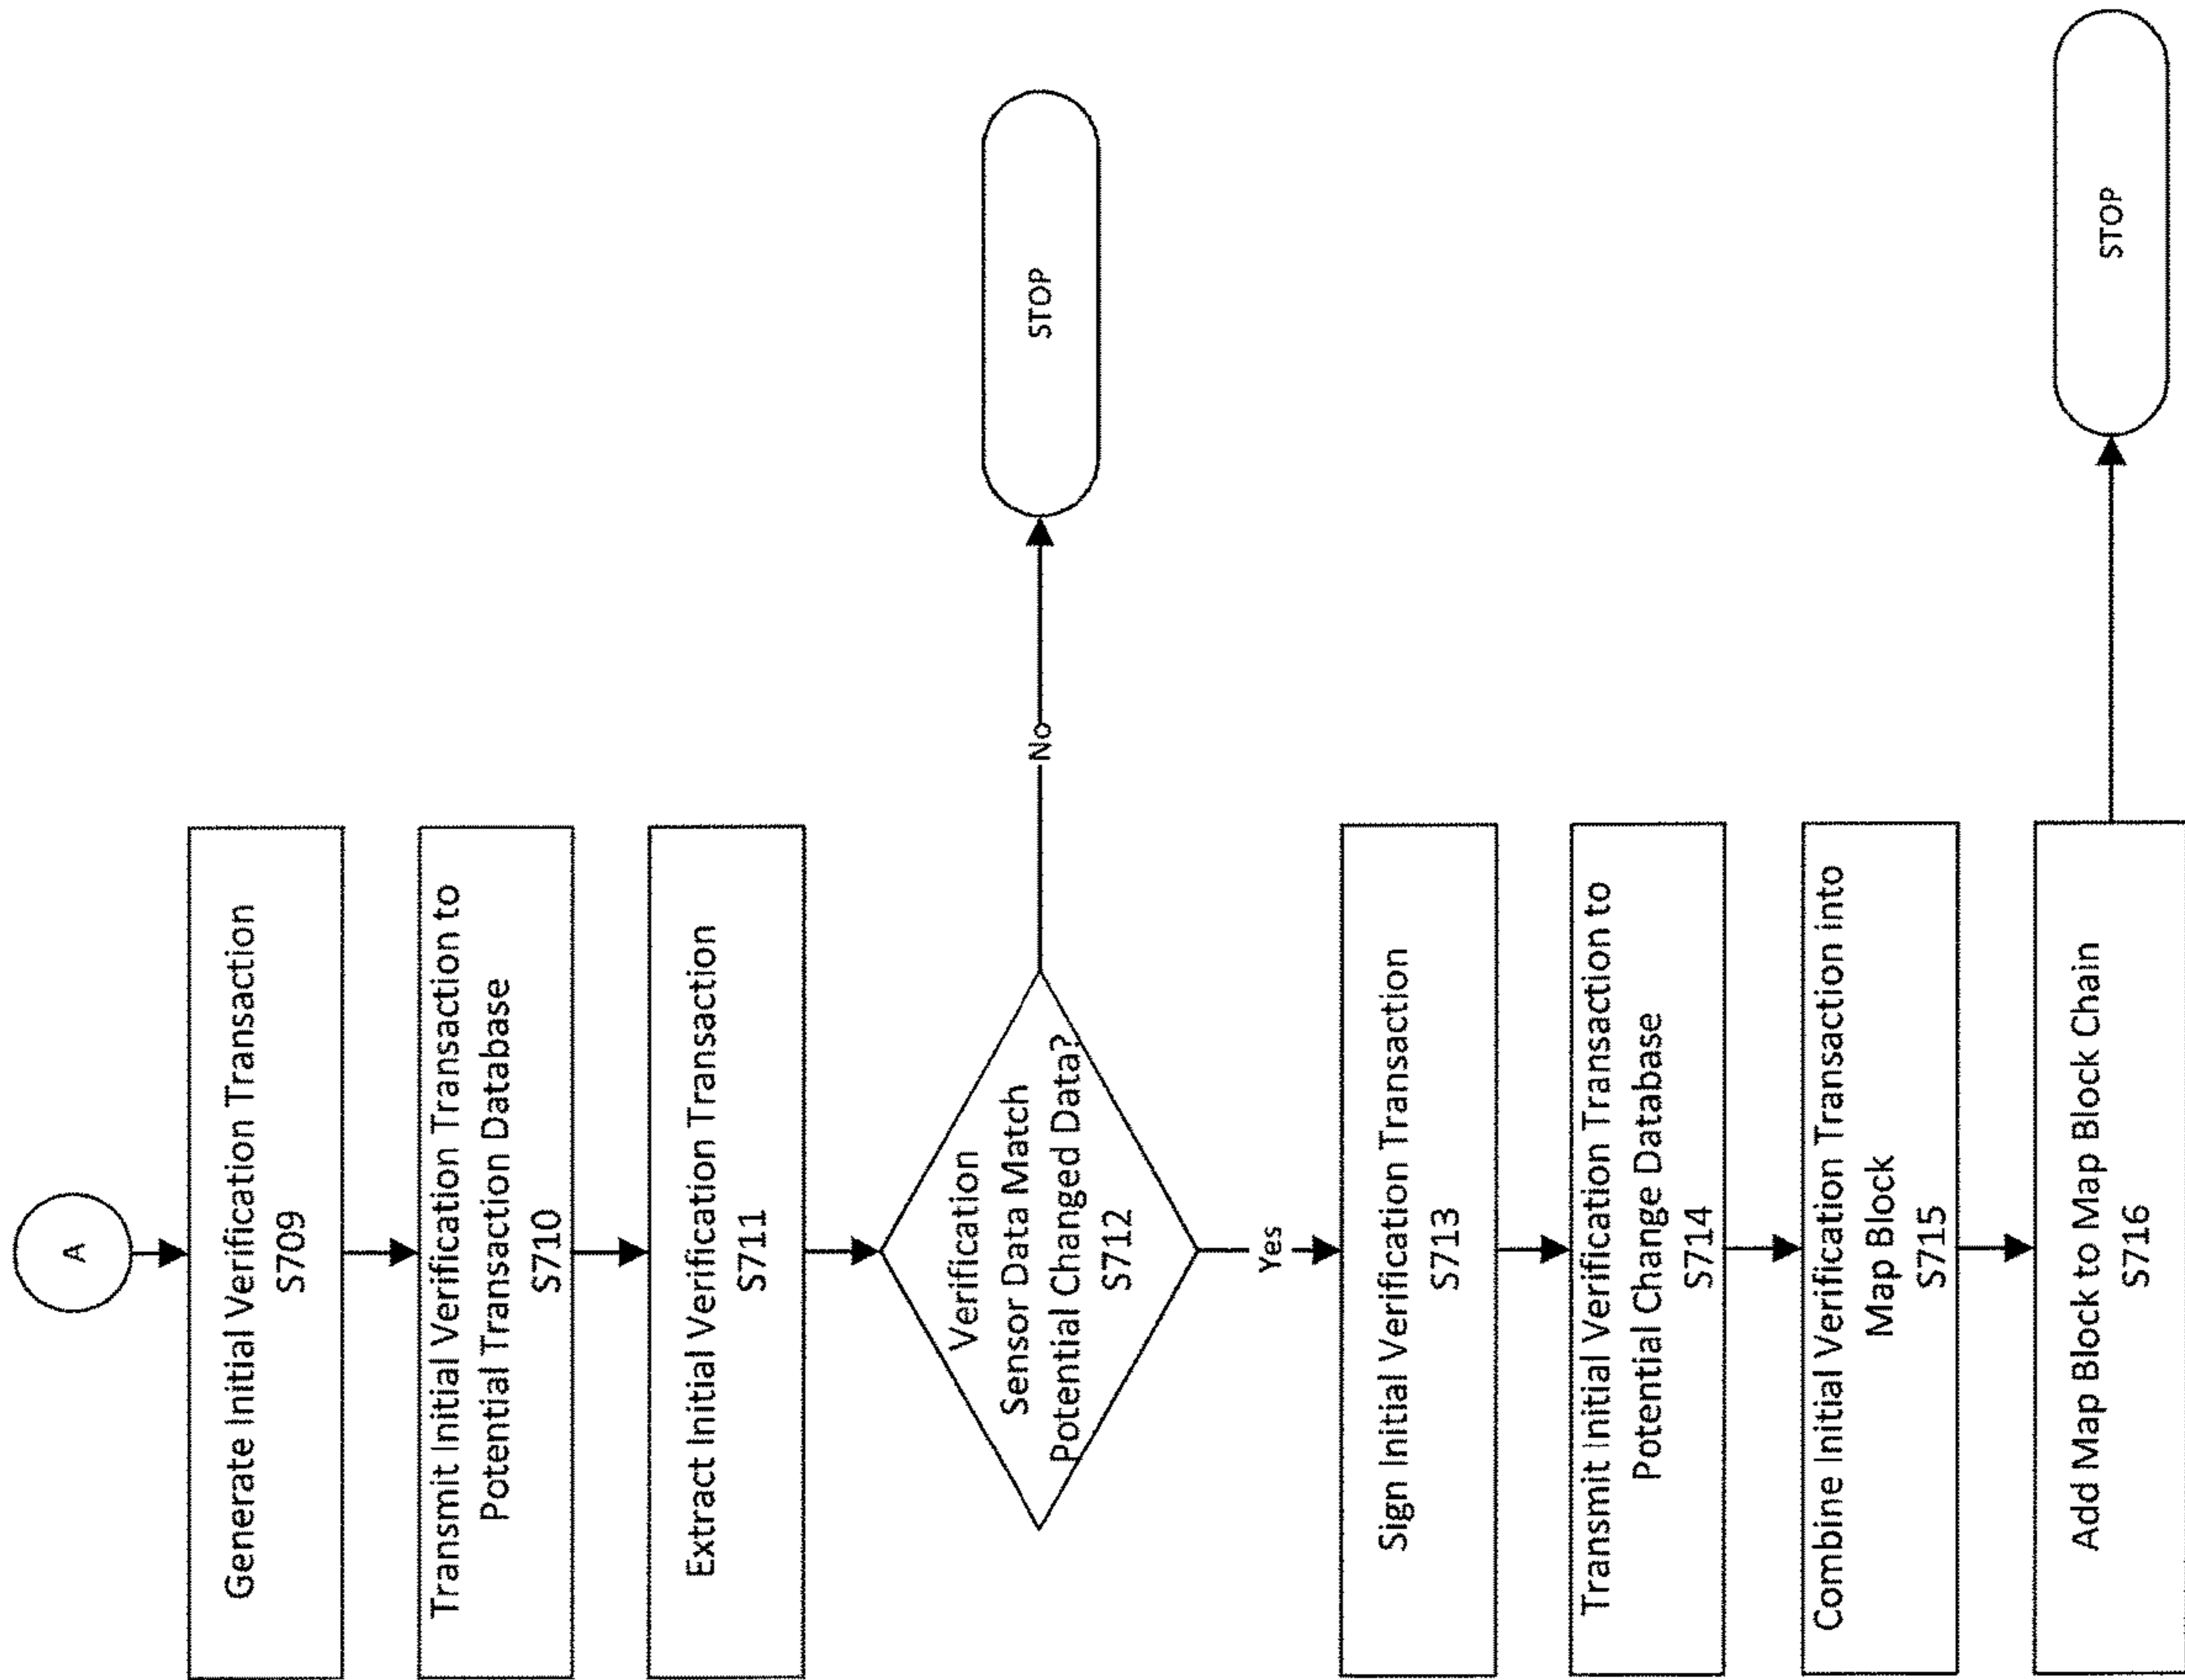 A
Generate Initial Verification Transaction
S709
Transmit Initial Verification Transaction to
Potential Transaction Database
S710
Extract Initial Verification Transaction
S711
Verification
Sensor Data Match
Potential Changed Data?
S712
No
STOP
Yes
Sign Initial Verification Transaction
S713
Transmit Initial Verification Transaction to
Potential Change Database
S714
Combine Initial Verification Transaction into
Map Block
S715
Add Map Block to Map Block Chain
S716
STOP